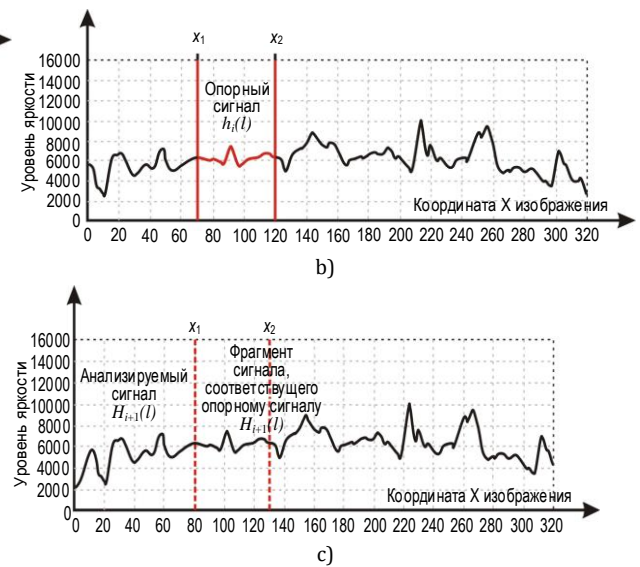 x1 x2
16000
14000
12000
10000
8000
6000
4000
2000
0
Уровень яркости
Опорный
сигнал
hi(l)
Координата X изображения
0 20 40 60 80 100 120 140 160 180 200 220 240 260 280 300 320
b)
x1 x2
16000
14000
12000
10000
8000
6000
4000
2000
0
Уровень яркости
Анализируемый
сигнал
Hi+1(l)
Фрагмент
сигнала,
соответствущего
опорному сигналу
Hi+1(l)
Координата X изображения
0 20 40 60 80 100 120 140 160 180 200 220 240 260 280 300 320
c)